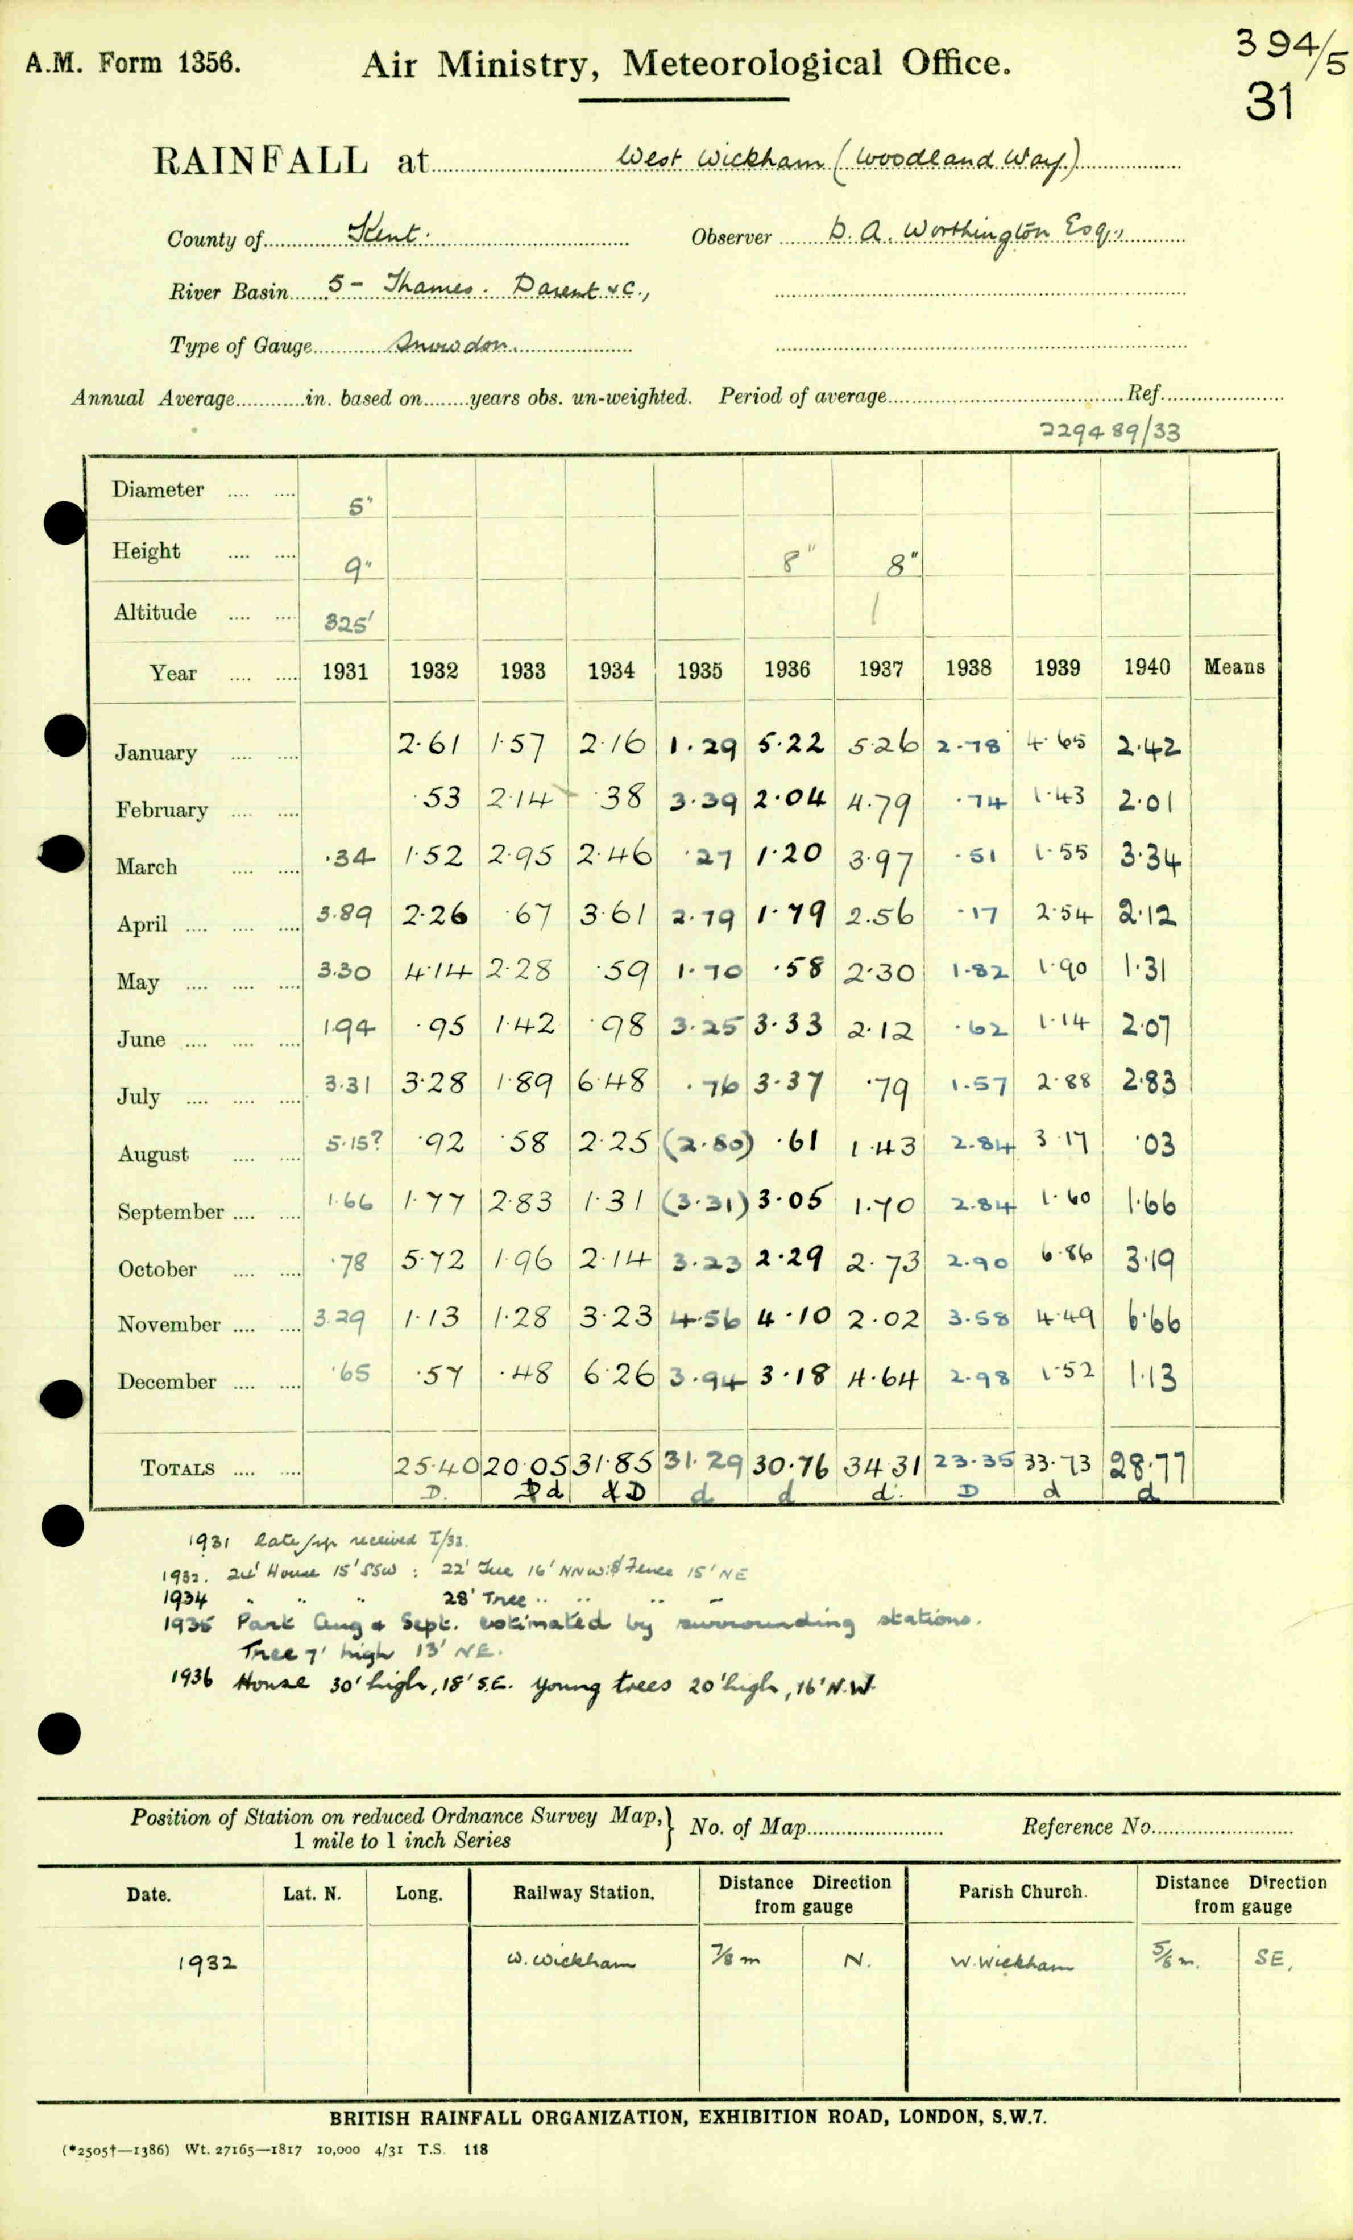 A.M. Form 1356.
Air Ministry, Meteorological Office.
394/5
31
RAINFALL at West Wickham (Woodland Way)
County of Kent. Observer D. A. Worthington Esq.,
River Basin 5 - Thames. Darent &c.,
Type of Gauge Snowdon.
Annual Average in. based on years obs. un-weighted. Period of average Ref.
229489/33
Diameter 5"
Height 9" 8" 8"
Altitude 325'
Year 1931 1932 1933 1934 1935 1936 1937 1938 1939 1940 Means
January 2.61 1.57 2.16 1.29 5.22 5.26 2.78 4.65 2.42
February .53 2.14 .38 3.39 2.04 4.79 .74 1.43 2.01
March .34 1.52 2.95 2.46 .27 1.20 3.97 .51 1.55 3.34
April 3.89 2.26 .67 3.61 2.79 1.79 2.56 .17 2.54 2.12
May 3.30 4.14 2.28 .59 1.70 .58 2.30 1.82 1.90 1.31
June 1.94 .95 1.42 .98 3.25 3.33 2.12 .62 1.14 2.07
July 3.31 3.28 1.89 6.48 .76 3.37 .79 1.57 2.88 2.83
August 5.15? .92 .58 2.25 (2.80) .61 1.43 2.84 3.17 .03
September 1.66 1.77 2.83 1.31 (3.31) 3.05 1.70 2.84 1.60 1.66
October .78 5.72 1.96 2.14 3.23 2.29 2.73 2.90 6.86 3.19
November 3.29 1.13 1.28 3.23 4.56 4.10 2.02 3.58 4.49 6.66
December .65 .57 .48 6.26 3.94 3.18 4.64 2.98 1.52 1.13
TOTALS 25.40 20.05 31.85 31.29 30.76 34.31 23.35 33.73 28.77
D. d D d d d. D d d
1931 late received I/33.
1932. 24' House 15' SSW : 22' Tree 16' NNW : 8' Fence 15' NE
1934 " " " 28' Tree " " " "
1935 Part Aug & Sept. estimated by surrounding stations.
Tree 7' high 13' NE.
1936 House 30' high, 18' S.E. Young trees 20' high, 16' N.W.
Position of Station on reduced Ordnance Survey Map, 1 mile to 1 inch Series } No. of Map Reference No.
Date. Lat. N. Long. Railway Station. Distance Direction from gauge Parish Church. Distance Direction from gauge
1932 W. Wickham 7/8 m N. W. Wickham 5/6 m. SE.
BRITISH RAINFALL ORGANIZATION, EXHIBITION ROAD, LONDON, S.W.7.
(*2505†—1386) Wt. 27165—1817 10,000 4/31 T.S. 118